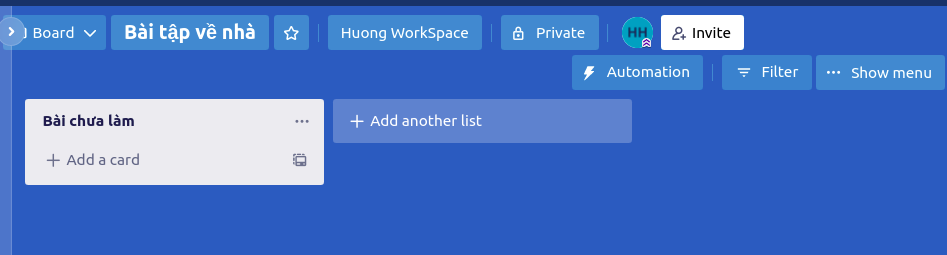 Board
Bài tập về nhà
Huong WorkSpace
Private
HH
Invite
Automation
Filter
Show menu
Bài chưa làm
Add another list
Add a card